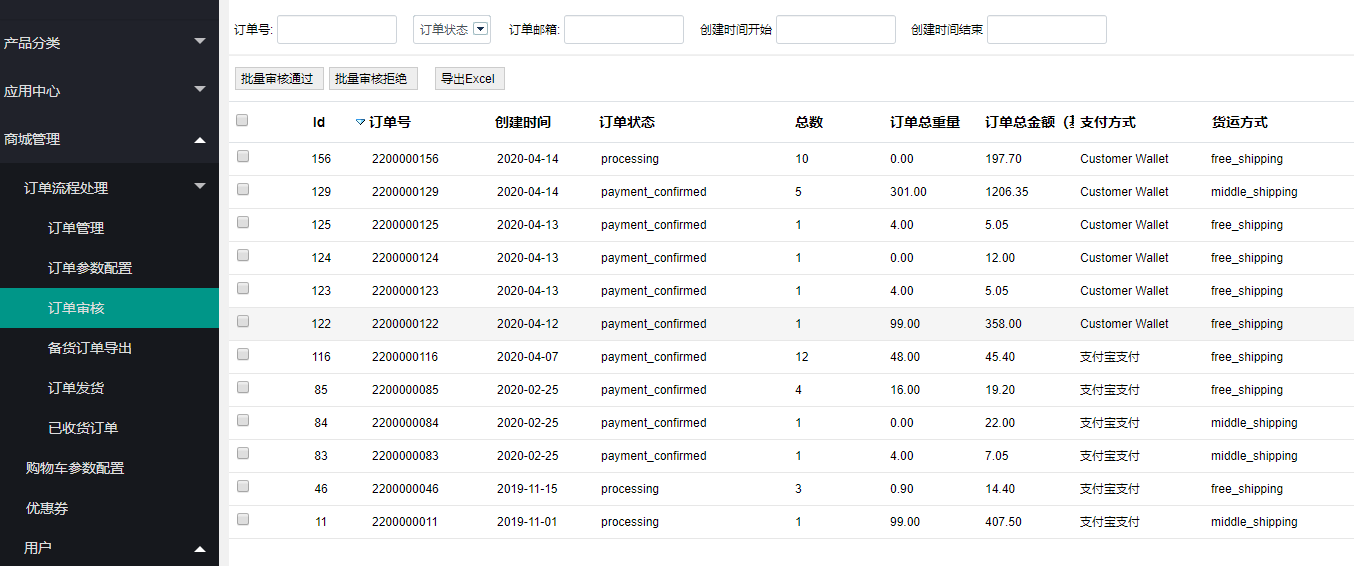 产品分类
应用中心
商城管理
订单流程处理
订单管理
订单参数配置
订单审核
备货订单导出
订单发货
已收货订单
购物车参数配置
优惠券
用户
订单号: 订单状态 订单邮箱: 创建时间开始 创建时间结束
批量审核通过 批量审核拒绝 导出Excel
Id 订单号 创建时间 订单状态 总数 订单总重量 订单总金额（ 支付方式 货运方式
156 2200000156 2020-04-14 processing 10 0.00 197.70 Customer Wallet free_shipping
129 2200000129 2020-04-14 payment_confirmed 5 301.00 1206.35 Customer Wallet middle_shipping
125 2200000125 2020-04-13 payment_confirmed 1 4.00 5.05 Customer Wallet free_shipping
124 2200000124 2020-04-13 payment_confirmed 1 0.00 12.00 Customer Wallet free_shipping
123 2200000123 2020-04-13 payment_confirmed 1 4.00 5.05 Customer Wallet free_shipping
122 2200000122 2020-04-12 payment_confirmed 1 99.00 358.00 Customer Wallet free_shipping
116 2200000116 2020-04-07 payment_confirmed 12 48.00 45.40 支付宝支付 free_shipping
85 2200000085 2020-02-25 payment_confirmed 4 16.00 19.20 支付宝支付 free_shipping
84 2200000084 2020-02-25 payment_confirmed 1 0.00 22.00 支付宝支付 middle_shipping
83 2200000083 2020-02-25 payment_confirmed 1 4.00 7.05 支付宝支付 middle_shipping
46 2200000046 2019-11-15 processing 3 0.90 14.40 支付宝支付 free_shipping
11 2200000011 2019-11-01 processing 1 99.00 407.50 支付宝支付 middle_shipping